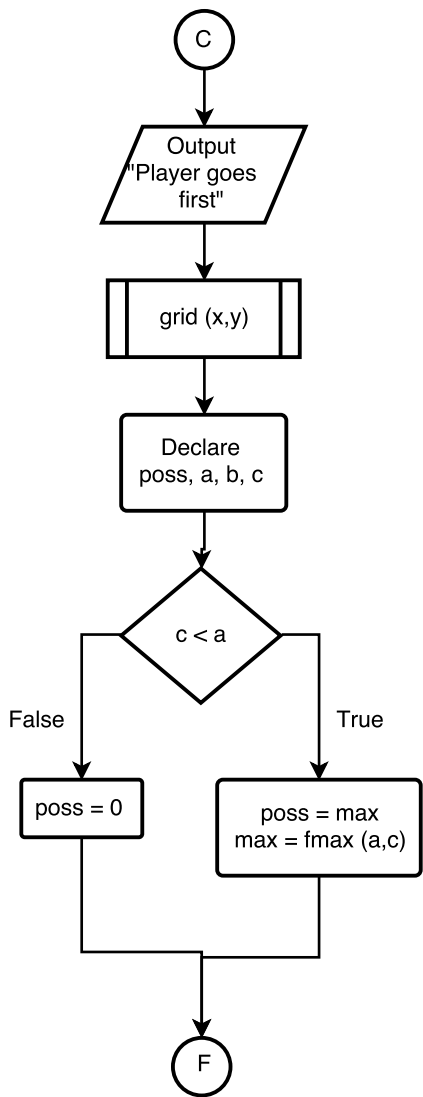 C
Output
"Player goes
first"
grid (x,y)
Declare
poss, a, b, c
c < a
False
True
poss = 0
poss = max
max = fmax (a,c)
F